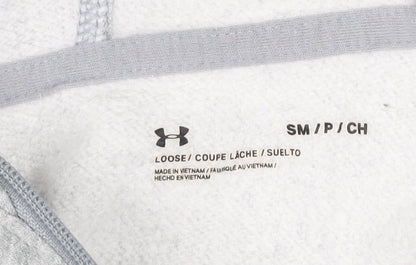 SM / P / CH
LOOSE / COUPE LÂCHE / SUELTO
MADE IN VIETNAM / FABRIQUÉ AU VIETNAM /
HECHO EN VIETNAM